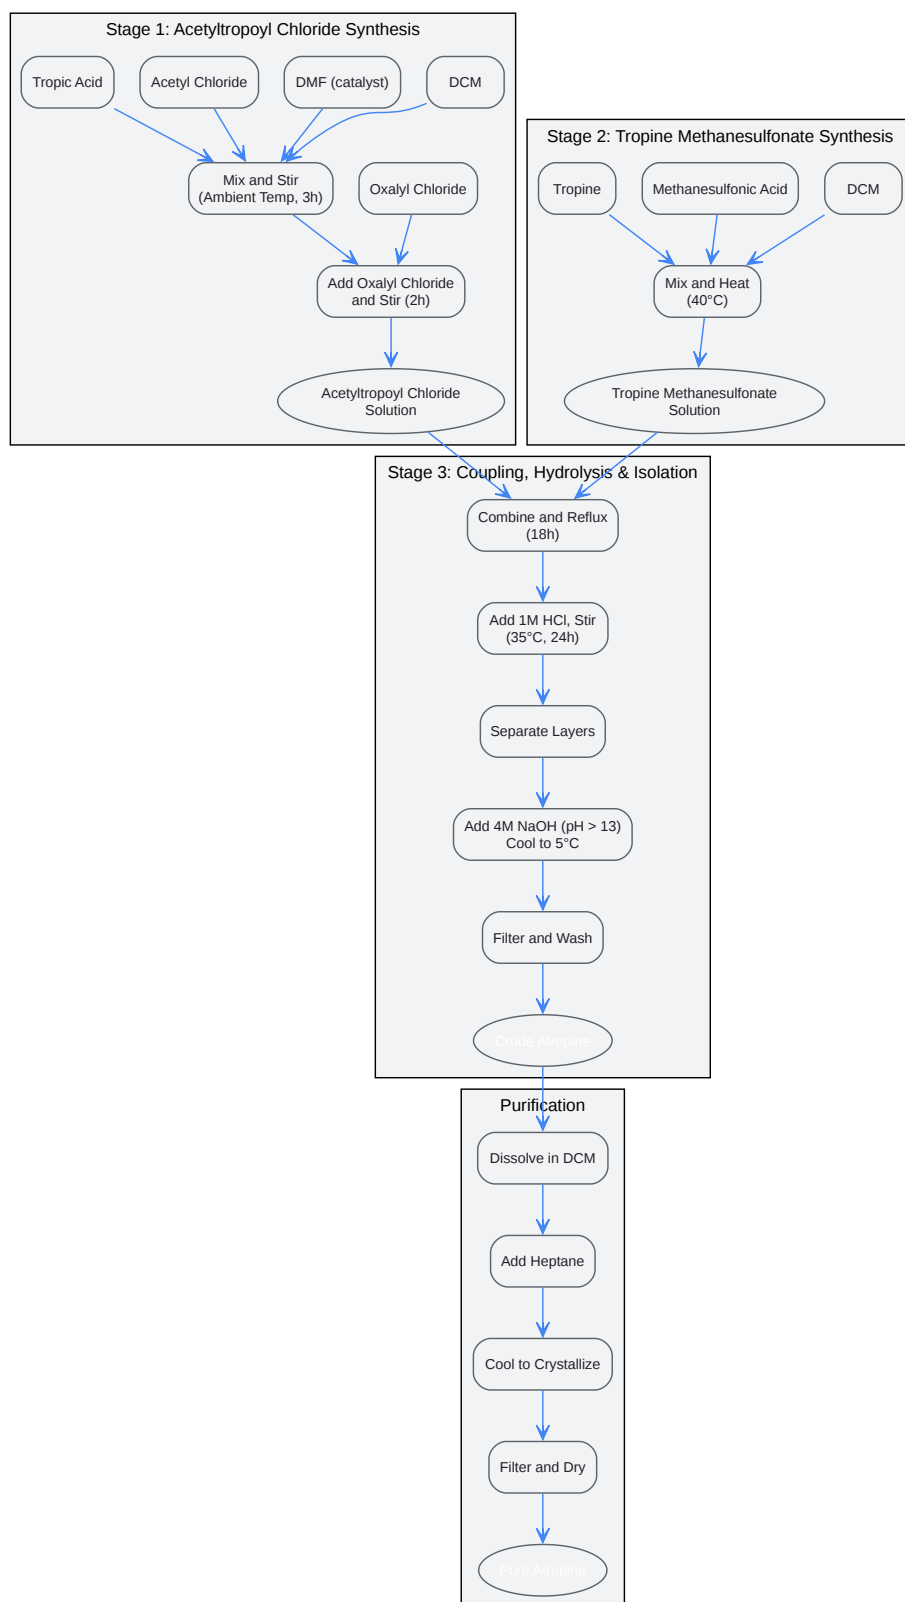 Stage 1: Acetyltropoyl Chloride Synthesis
Tropic Acid
Acetyl Chloride
DMF (catalyst)
DCM
Mix and Stir
(Ambient Temp, 3h)
Oxalyl Chloride
Add Oxalyl Chloride
and Stir (2h)
Acetyltropoyl Chloride
Solution
Stage 2: Tropine Methanesulfonate Synthesis
Tropine
Methanesulfonic Acid
DCM
Mix and Heat
(40°C)
Tropine Methanesulfonate
Solution
Stage 3: Coupling, Hydrolysis & Isolation
Combine and Reflux
(18h)
Add 1M HCl, Stir
(35°C, 24h)
Separate Layers
Add 4M NaOH (pH > 13)
Cool to 5°C
Filter and Wash
Crude Atropine
Purification
Dissolve in DCM
Add Heptane
Cool to Crystallize
Filter and Dry
Pure Atropine